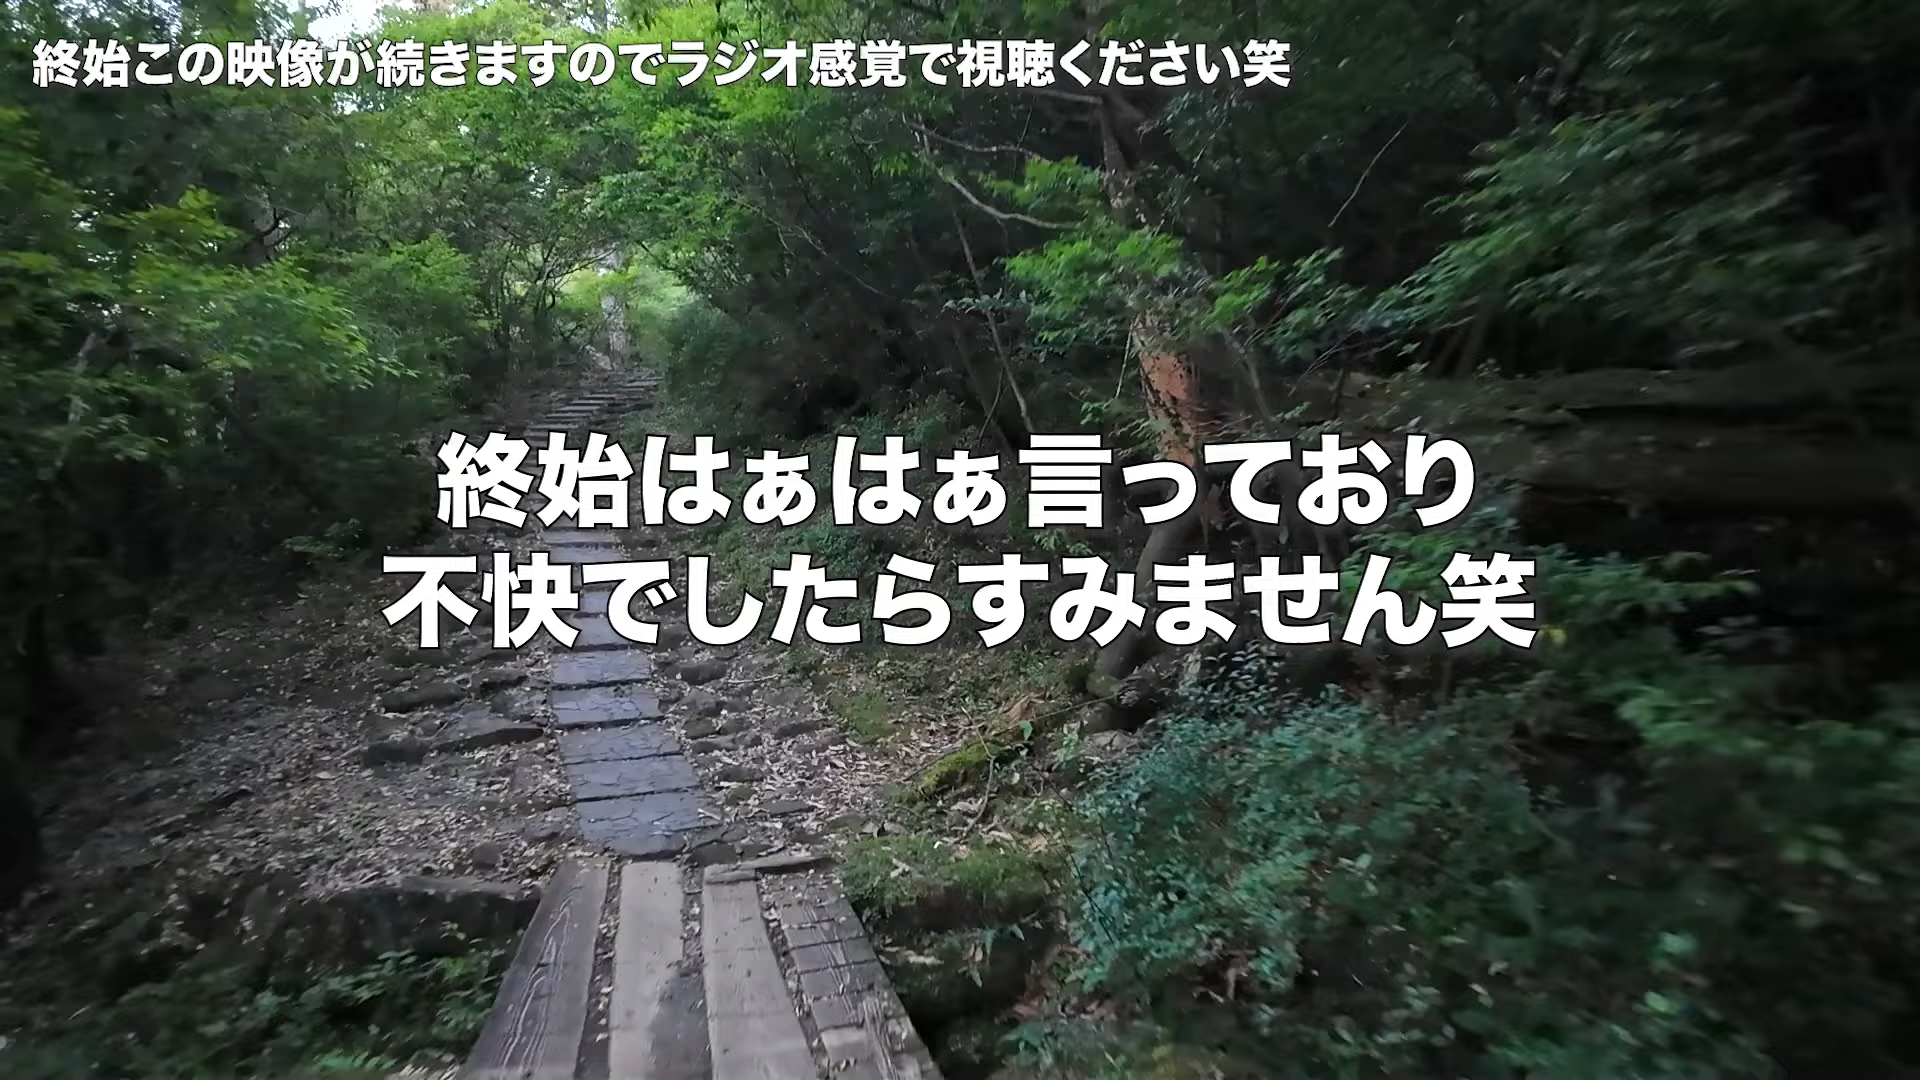 終始この映像が続きますのでラジオ感覚で視聴ください笑
終始はぁはぁ言っており
不快でしたらすみません笑